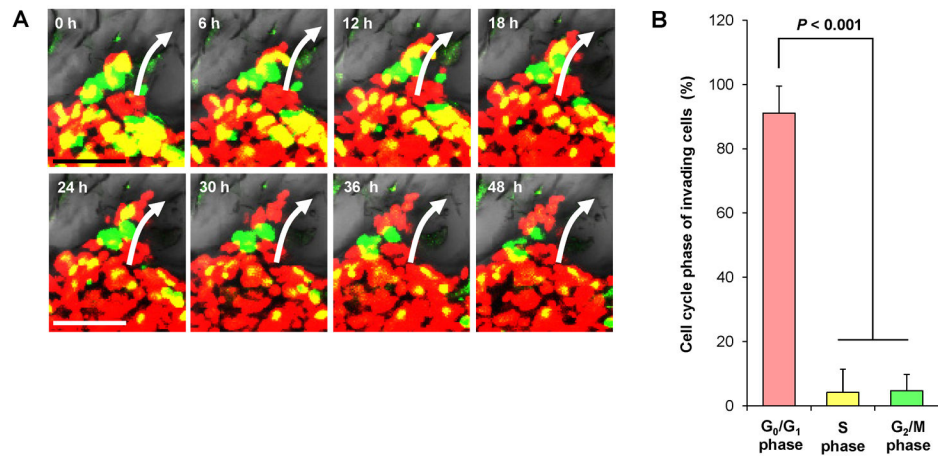 A
0 h
6 h
12 h
18 h
24 h
30 h
36 h
48 h
B
Cell cycle phase of invading cells (%)
120
100
80
60
40
20
0
P < 0.001
G₀/G₁
phase
S
phase
G₂/M
phase